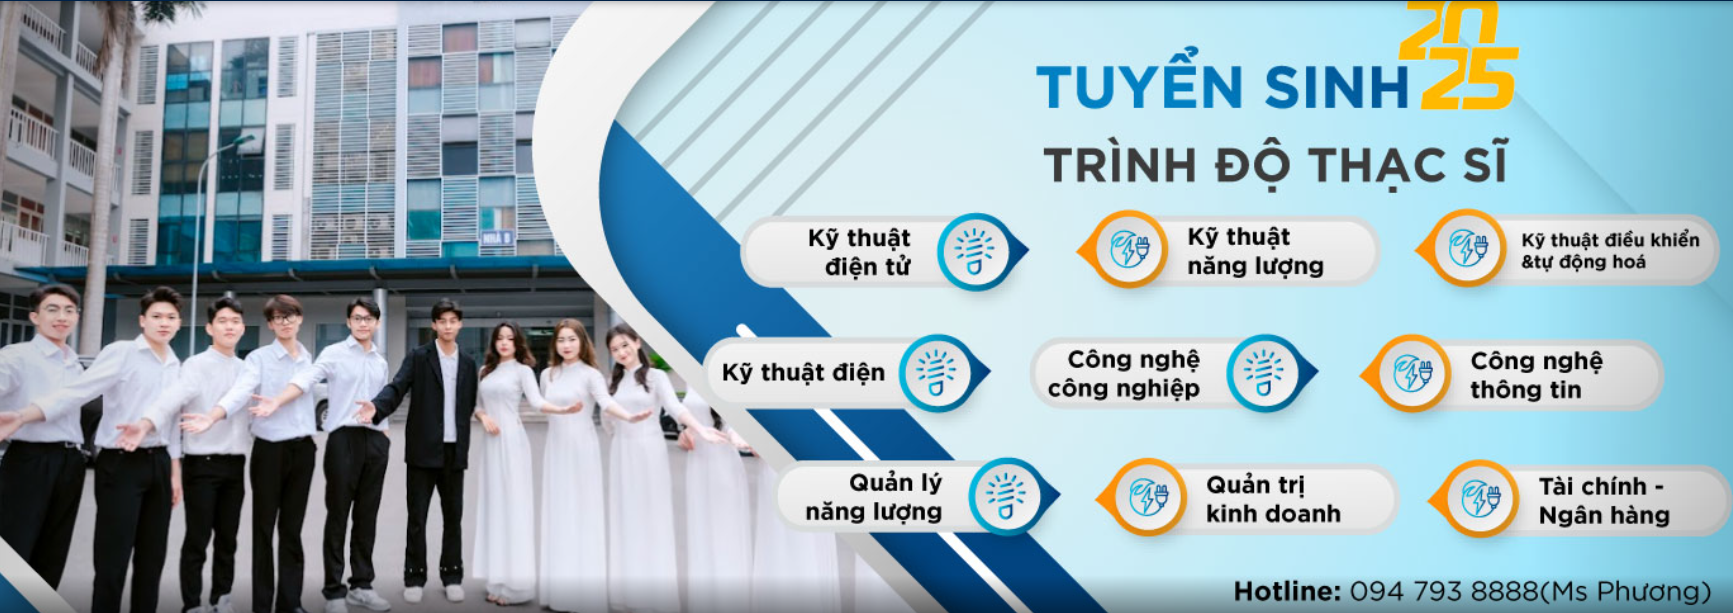 2025
TUYỂN SINH
TRÌNH ĐỘ THẠC SĨ
Kỹ thuật
điện tử
Kỹ thuật
năng lượng
Kỹ thuật điều khiển
&tự động hoá
Kỹ thuật điện
Công nghệ
công nghiệp
Công nghệ
thông tin
Quản lý
năng lượng
Quản trị
kinh doanh
Tài chính -
Ngân hàng
Hotline: 094 793 8888(Ms Phương)
NHÀ B